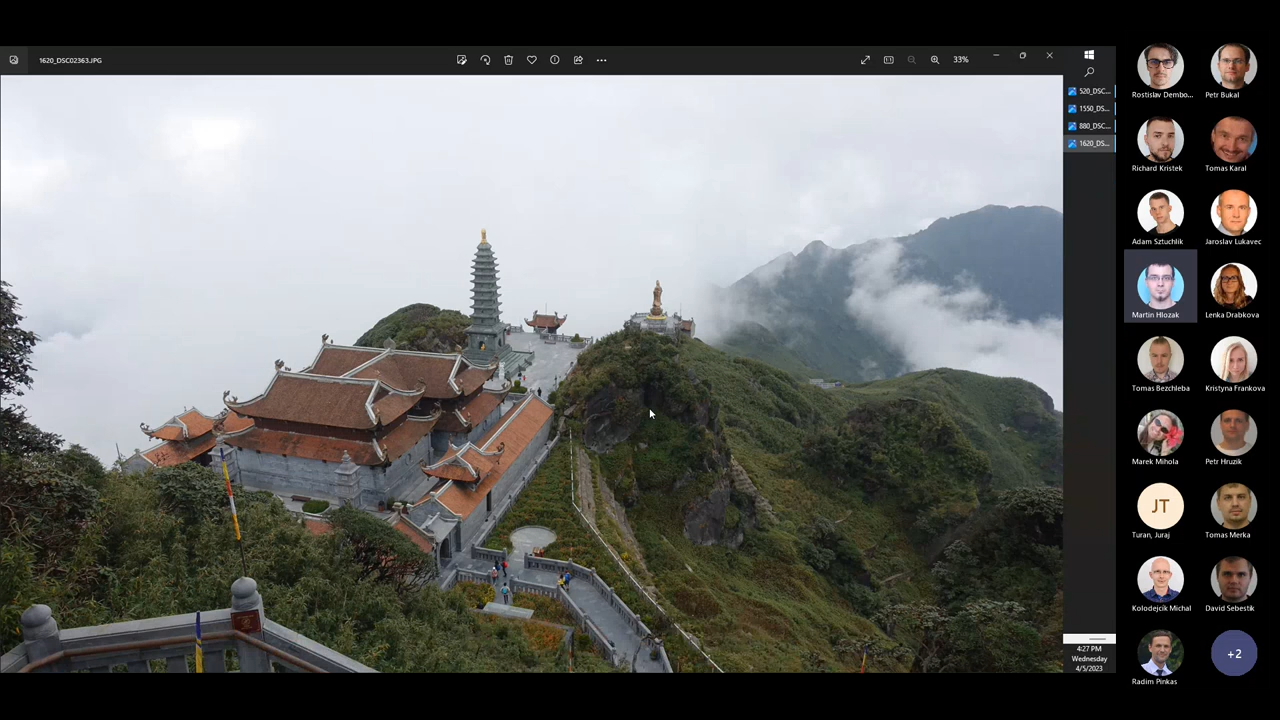 1620_DSC02363.JPG
33%
520_DSC...
1550_DS...
880_DSC...
1620_DS...
4:27 PM
Wednesday
4/5/2023
Rostislav Dembo...
Petr Bukal
Richard Kristek
Tomas Karal
Adam Sztuchlik
Jaroslav Lukavec
Martin Hlozak
Lenka Drabkova
Tomas Bezchleba
Kristyna Frankova
Marek Mihola
Petr Hruzik
JT
Turan, Juraj
Tomas Merka
Kolodejcik Michal
David Sebestik
Radim Pinkas
+2